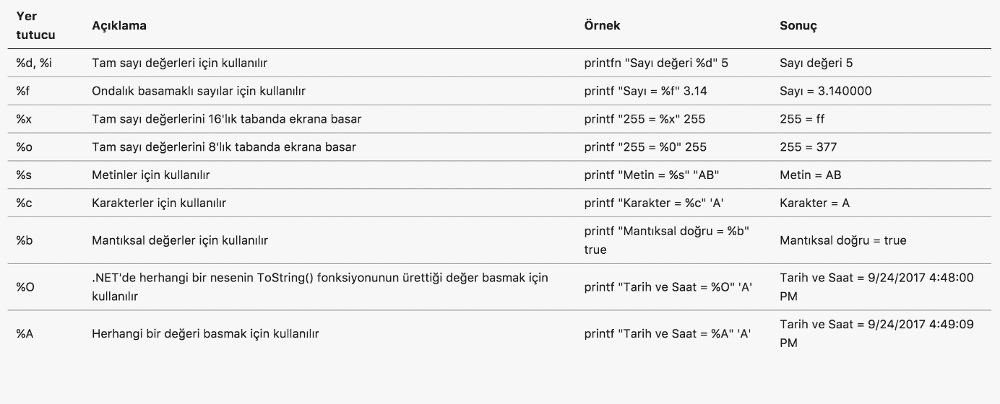 Yer
tutucu
Açıklama
Örnek
Sonuç
%d, %i
Tam sayı değerleri için kullanılır
printfn "Sayı değeri %d" 5
Sayı değeri 5
%f
Ondalık basamaklı sayılar için kullanılır
printf "Sayı = %f" 3.14
Sayı = 3.140000
%x
Tam sayı değerlerini 16'lık tabanda ekrana basar
printf "255 = %x" 255
255 = ff
%o
Tam sayı değerlerini 8'lık tabanda ekrana basar
printf "255 = %0" 255
255 = 377
%s
Metinler için kullanılır
printf "Metin = %s" "AB"
Metin = AB
%c
Karakterler için kullanılır
printf "Karakter = %c" 'A'
Karakter = A
%b
Mantıksal değerler için kullanılır
printf "Mantıksal doğru = %b"
true
Mantıksal doğru = true
%O
.NET'de herhangi bir nesenin ToString() fonksiyonunun ürettiği değer basmak için
kullanılır
printf "Tarih ve Saat = %O" 'A'
Tarih ve Saat = 9/24/2017 4:48:00
PM
%A
Herhangi bir değeri basmak için kullanılır
printf "Tarih ve Saat = %A" 'A'
Tarih ve Saat = 9/24/2017 4:49:09
PM